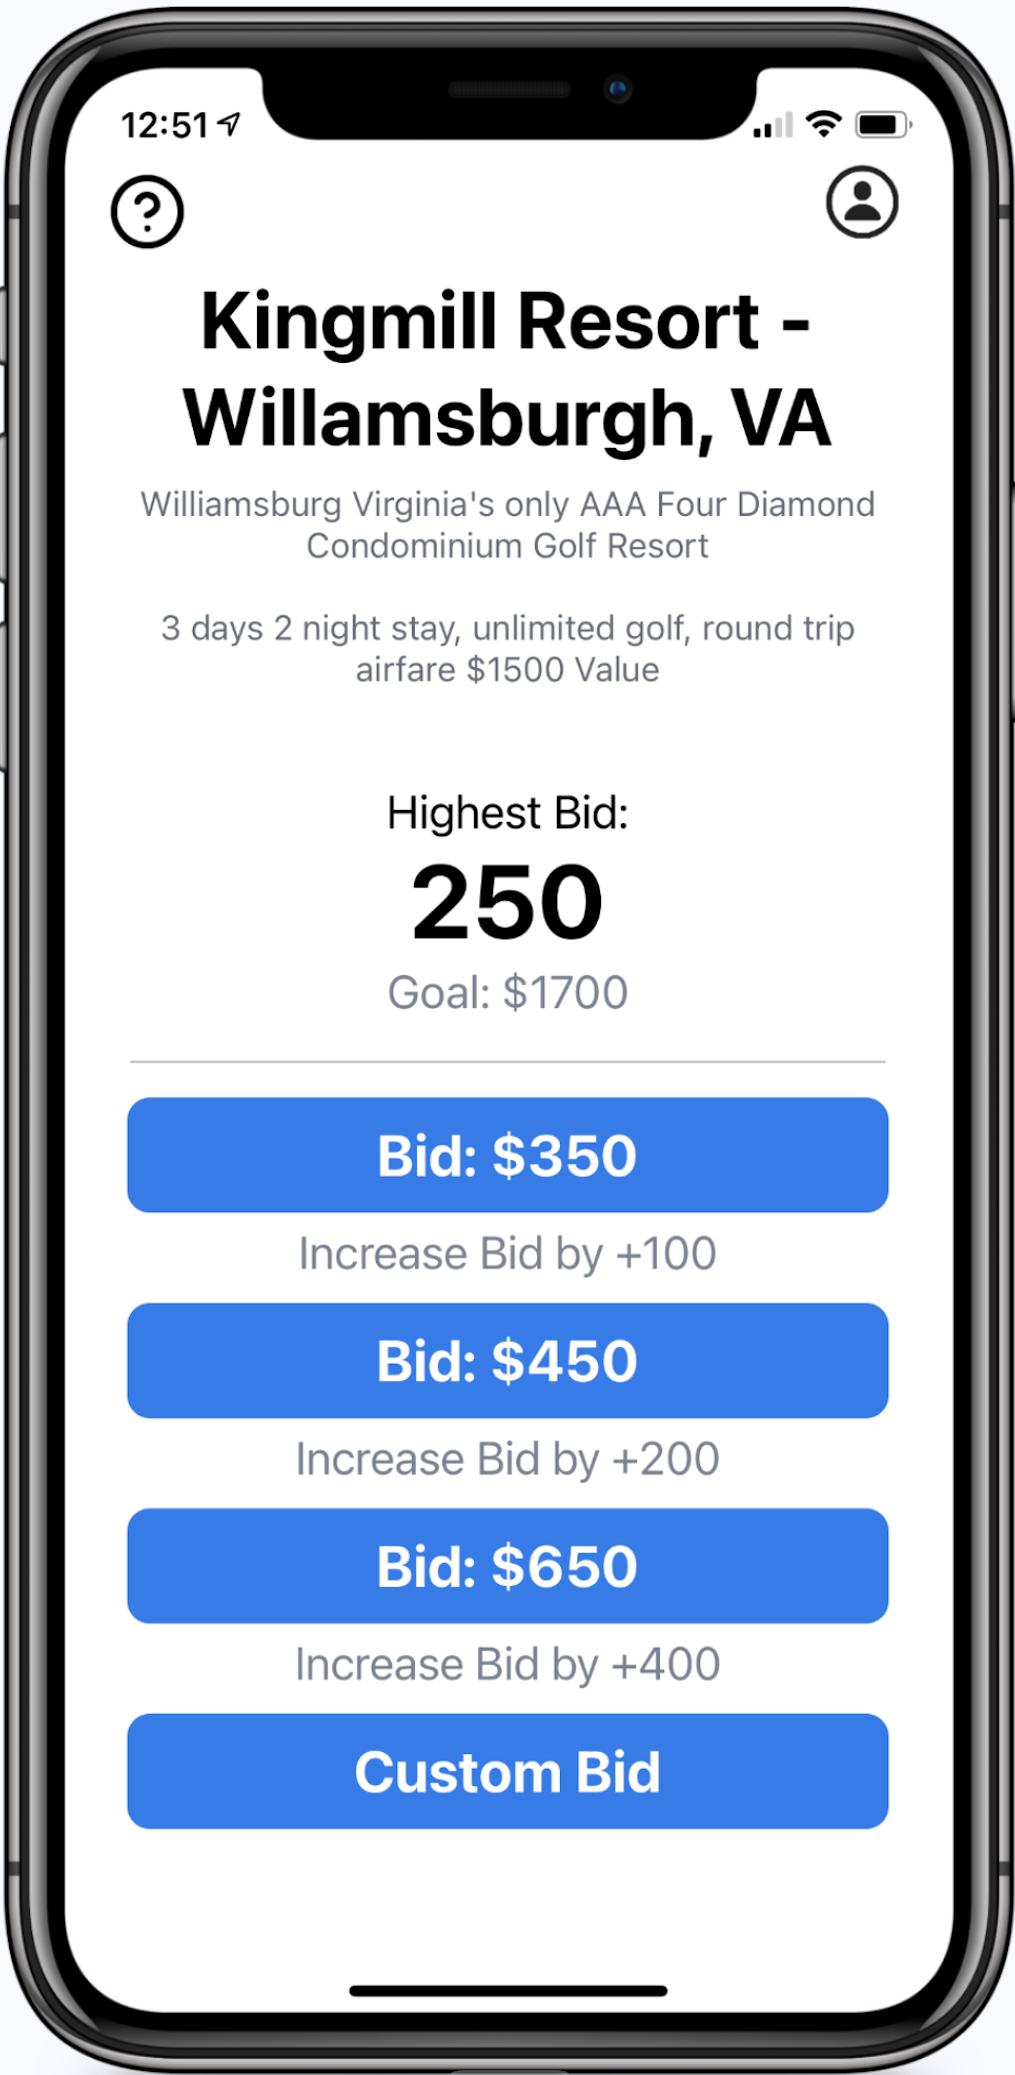 12:51
Kingmill Resort -
Willamsburgh, VA
Williamsburg Virginia's only AAA Four Diamond
Condominium Golf Resort
3 days 2 night stay, unlimited golf, round trip
airfare $1500 Value
Highest Bid:
250
Goal: $1700
Bid: $350
Increase Bid by +100
Bid: $450
Increase Bid by +200
Bid: $650
Increase Bid by +400
Custom Bid